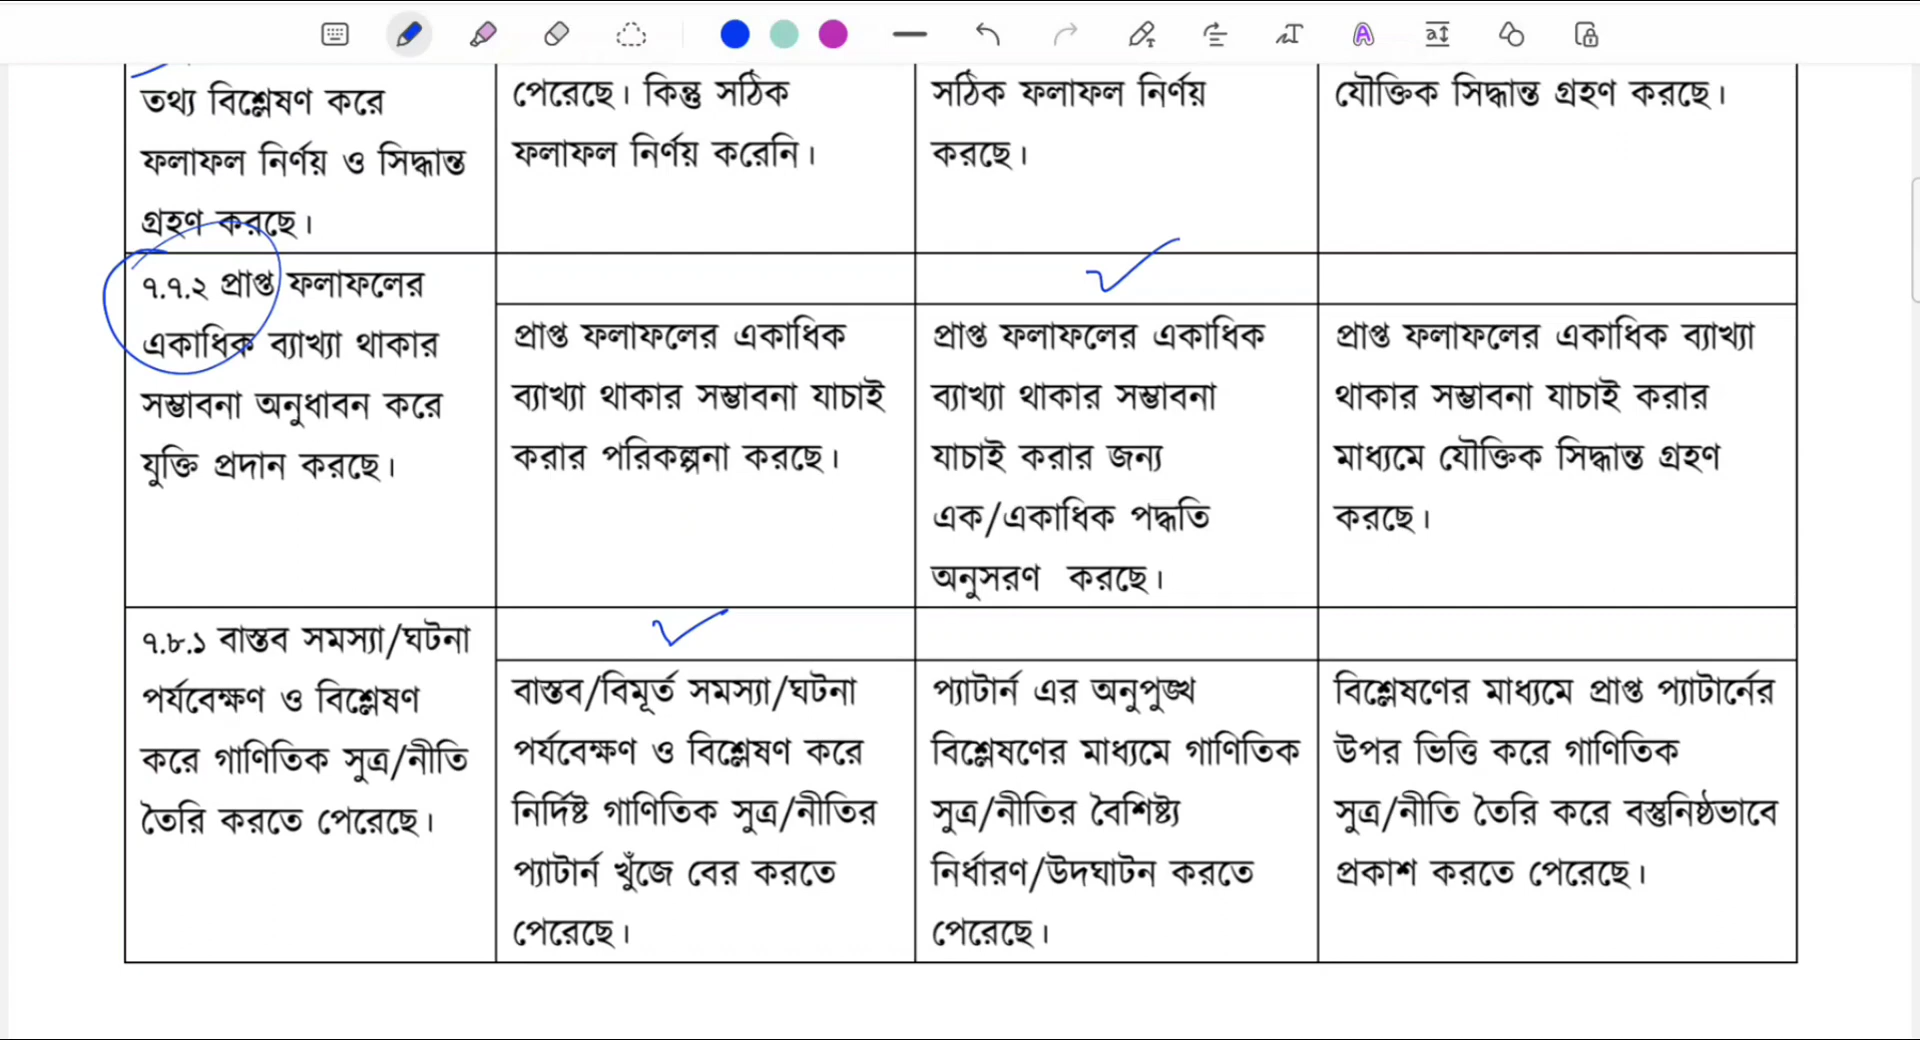 তথ্য বিশ্লেষণ করে
ফলাফল নির্ণয় ও সিদ্ধান্ত
গ্রহণ করছে।
পেরেছে। কিন্তু সঠিক
ফলাফল নির্ণয় করেনি।
সঠিক ফলাফল নির্ণয়
করছে।
যৌক্তিক সিদ্ধান্ত গ্রহণ করছে।
৭.৭.২ প্রাপ্ত ফলাফলের
একাধিক ব্যাখ্যা থাকার
সম্ভাবনা অনুধাবন করে
যুক্তি প্রদান করছে।
প্রাপ্ত ফলাফলের একাধিক
ব্যাখ্যা থাকার সম্ভাবনা যাচাই
করার পরিকল্পনা করছে।
প্রাপ্ত ফলাফলের একাধিক
ব্যাখ্যা থাকার সম্ভাবনা
যাচাই করার জন্য
এক/একাধিক পদ্ধতি
অনুসরণ করছে।
প্রাপ্ত ফলাফলের একাধিক ব্যাখ্যা
থাকার সম্ভাবনা যাচাই করার
মাধ্যমে যৌক্তিক সিদ্ধান্ত গ্রহণ
করছে।
৭.৮.১ বাস্তব সমস্যা/ঘটনা
পর্যবেক্ষণ ও বিশ্লেষণ
করে গাণিতিক সুত্র/নীতি
তৈরি করতে পেরেছে।
বাস্তব/বিমূর্ত সমস্যা/ঘটনা
পর্যবেক্ষণ ও বিশ্লেষণ করে
নির্দিষ্ট গাণিতিক সুত্র/নীতির
প্যাটার্ন খুঁজে বের করতে
পেরেছে।
প্যাটার্ন এর অনুপুঙ্খ
বিশ্লেষণের মাধ্যমে গাণিতিক
সুত্র/নীতির বৈশিষ্ট্য
নির্ধারণ/উদঘাটন করতে
পেরেছে।
বিশ্লেষণের মাধ্যমে প্রাপ্ত প্যাটার্নের
উপর ভিত্তি করে গাণিতিক
সুত্র/নীতি তৈরি করে বস্তুনিষ্ঠভাবে
প্রকাশ করতে পেরেছে।